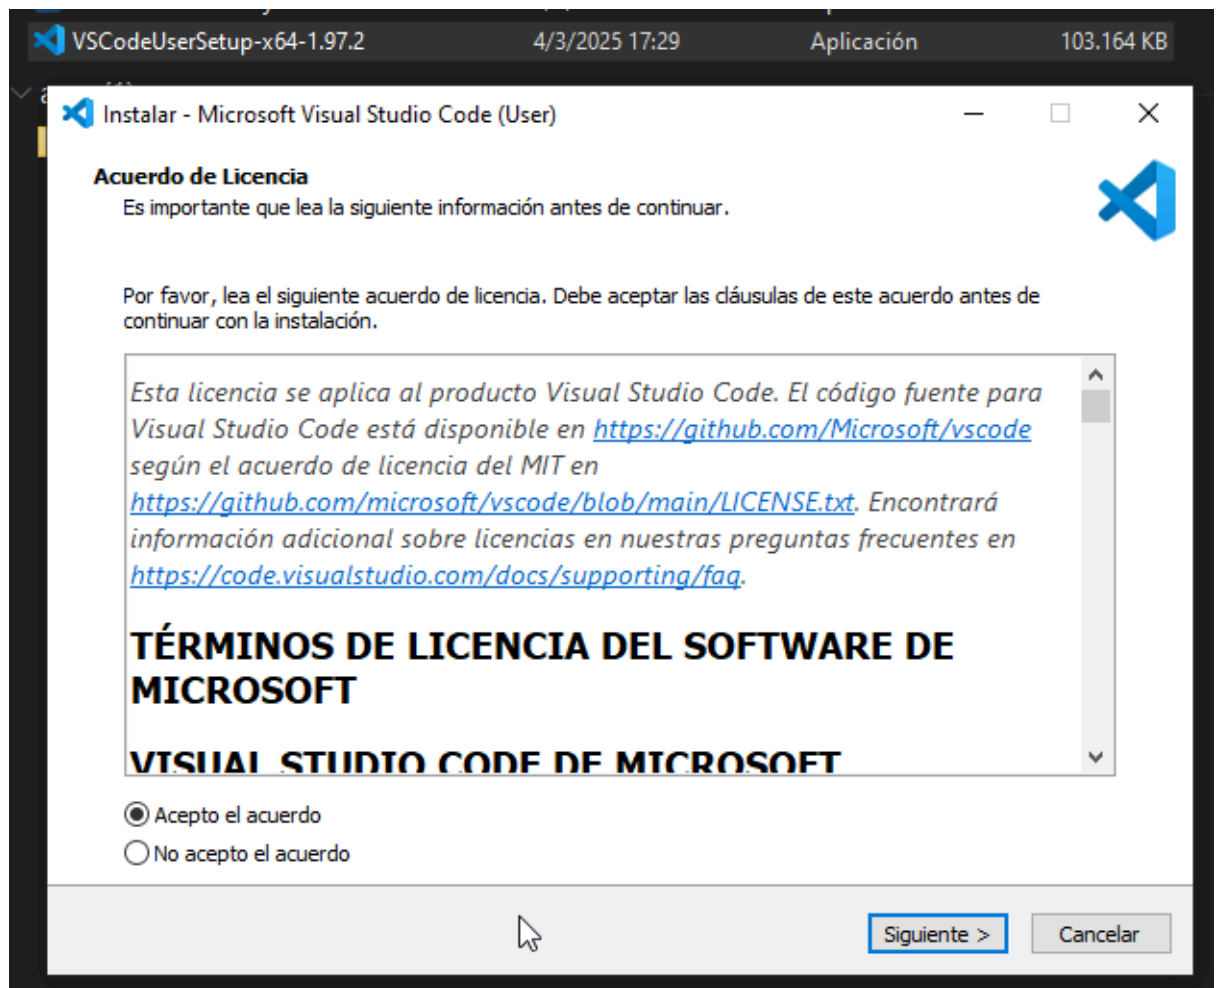 VSCodeUserSetup-x64-1.97.2 4/3/2025 17:29 Aplicación 103.164 KB
Instalar - Microsoft Visual Studio Code (User)
Acuerdo de Licencia
Es importante que lea la siguiente información antes de continuar.
Por favor, lea el siguiente acuerdo de licencia. Debe aceptar las cláusulas de este acuerdo antes de
continuar con la instalación.
Esta licencia se aplica al producto Visual Studio Code. El código fuente para
Visual Studio Code está disponible en https://github.com/Microsoft/vscode
según el acuerdo de licencia del MIT en
https://github.com/microsoft/vscode/blob/main/LICENSE.txt. Encontrará
información adicional sobre licencias en nuestras preguntas frecuentes en
https://code.visualstudio.com/docs/supporting/faq.
TÉRMINOS DE LICENCIA DEL SOFTWARE DE
MICROSOFT
VISUAL STUDIO CODE DE MICROSOFT
Acepto el acuerdo
No acepto el acuerdo
Siguiente > Cancelar